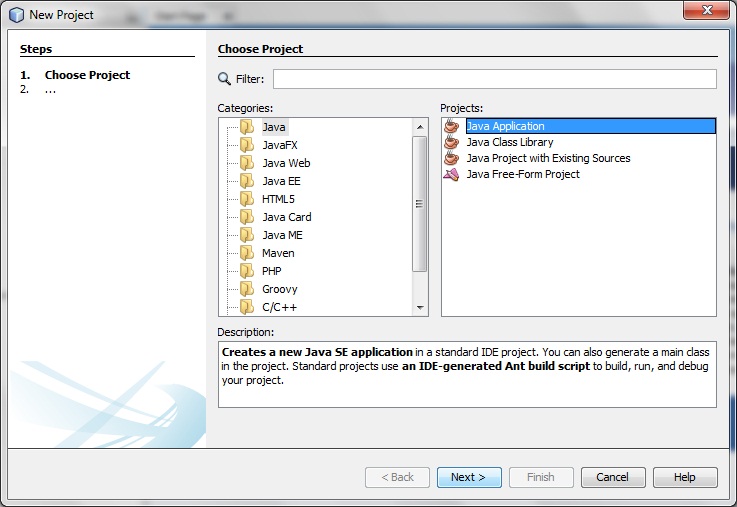 New Project
Steps
1. Choose Project
2. ...
Choose Project
Filter:
Categories:
Java
JavaFX
Java Web
Java EE
HTML5
Java Card
Java ME
Maven
PHP
Groovy
C/C++
Projects:
Java Application
Java Class Library
Java Project with Existing Sources
Java Free-Form Project
Description:
Creates a new Java SE application in a standard IDE project. You can also generate a main class
in the project. Standard projects use an IDE-generated Ant build script to build, run, and debug
your project.
< Back
Next >
Finish
Cancel
Help